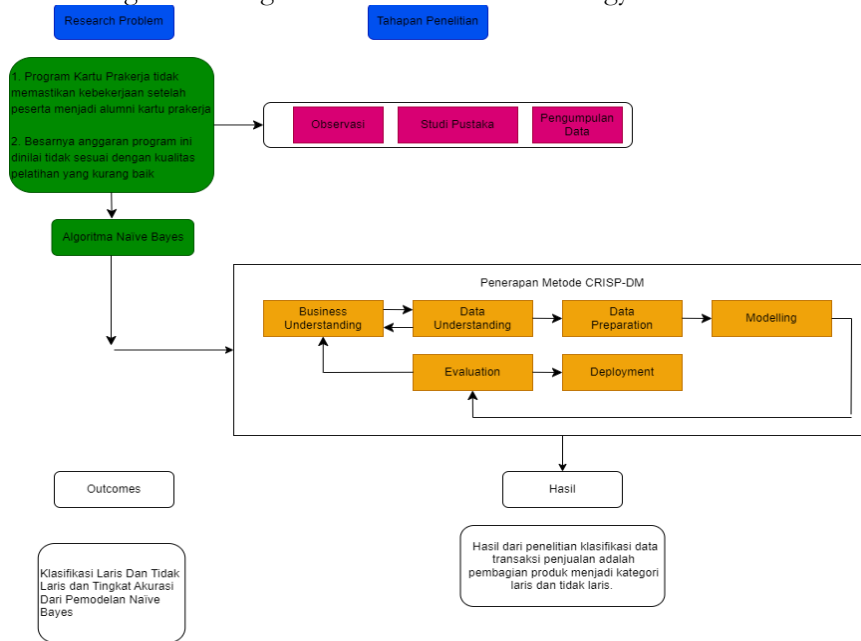 Research Problem
Tahapan Penelitian
1. Program Kartu Prakerja tidak
memastikan kebekerjaan setelah
peserta menjadi alumni kartu prakerja
2. Besarnya anggaran program ini
dinilai tidak sesuai dengan kualitas
pelatihan yang kurang baik
Observasi
Studi Pustaka
Pengumpulan
Data
Algoritma Naïve Bayes
Penerapan Metode CRISP-DM
Business
Understanding
Data
Understanding
Data
Preparation
Modelling
Evaluation
Deployment
Outcomes
Hasil
Klasifikasi Laris Dan Tidak
Laris dan Tingkat Akurasi
Dari Pemodelan Naïve
Bayes
Hasil dari penelitian klasifikasi data
transaksi penjualan adalah
pembagian produk menjadi kategori
laris dan tidak laris.